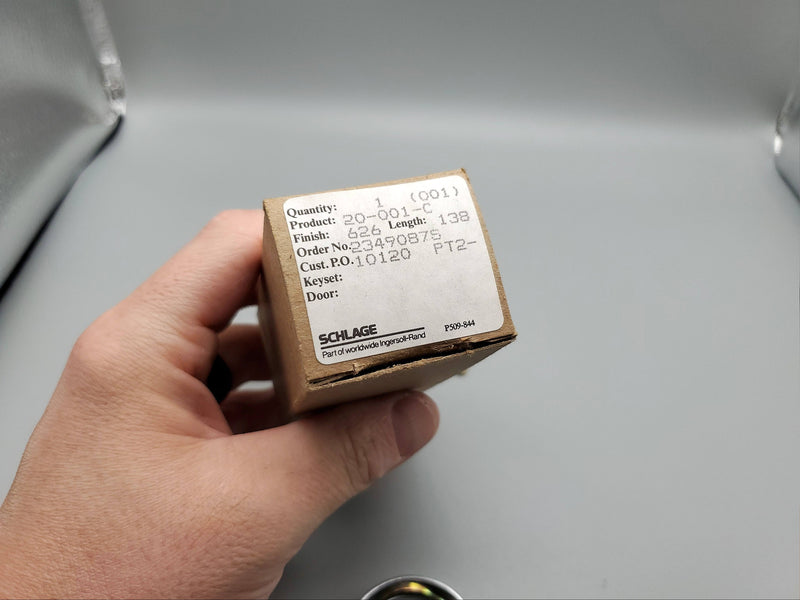 Quantity: 1 (001)
Product: 20-001-C
Finish: 626 Length: 138
Order No. 23490875
Cust. P.O. 10120 PT2-
Keyset:
Door:
SCHLAGE
Part of worldwide Ingersoll-Rand
P509-844